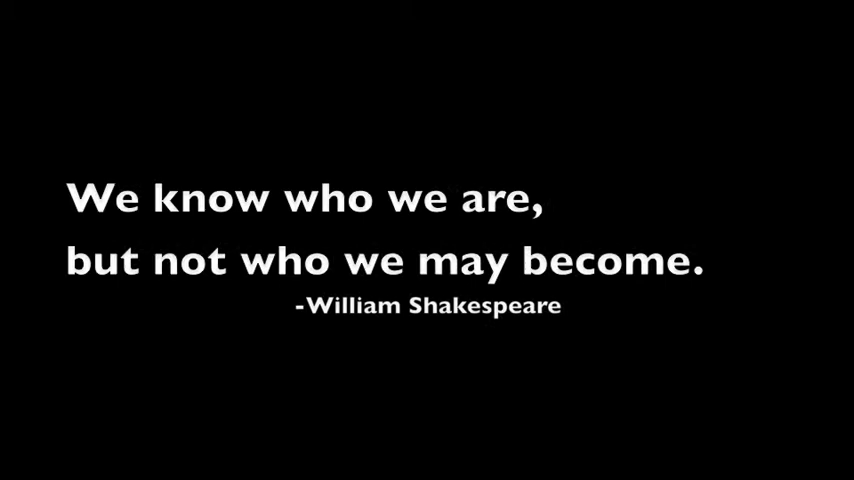 We know who we are,
but not who we may become.
-William Shakespeare